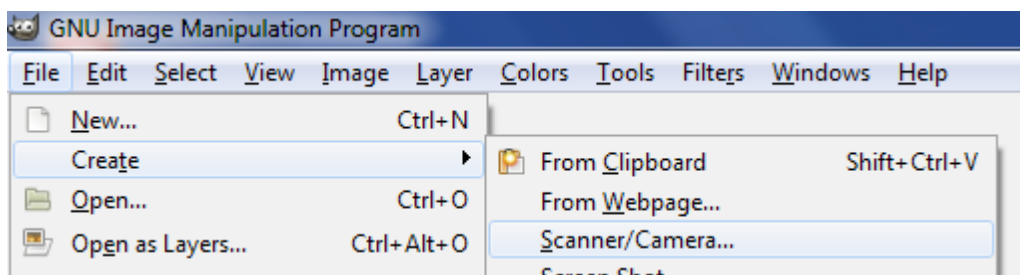 GNU Image Manipulation Program
File Edit Select View Image Layer Colors Tools Filters Windows Help
New... Ctrl+N
Create
From Clipboard Shift+Ctrl+V
Open... Ctrl+O
From Webpage...
Open as Layers... Ctrl+Alt+O
Scanner/Camera...